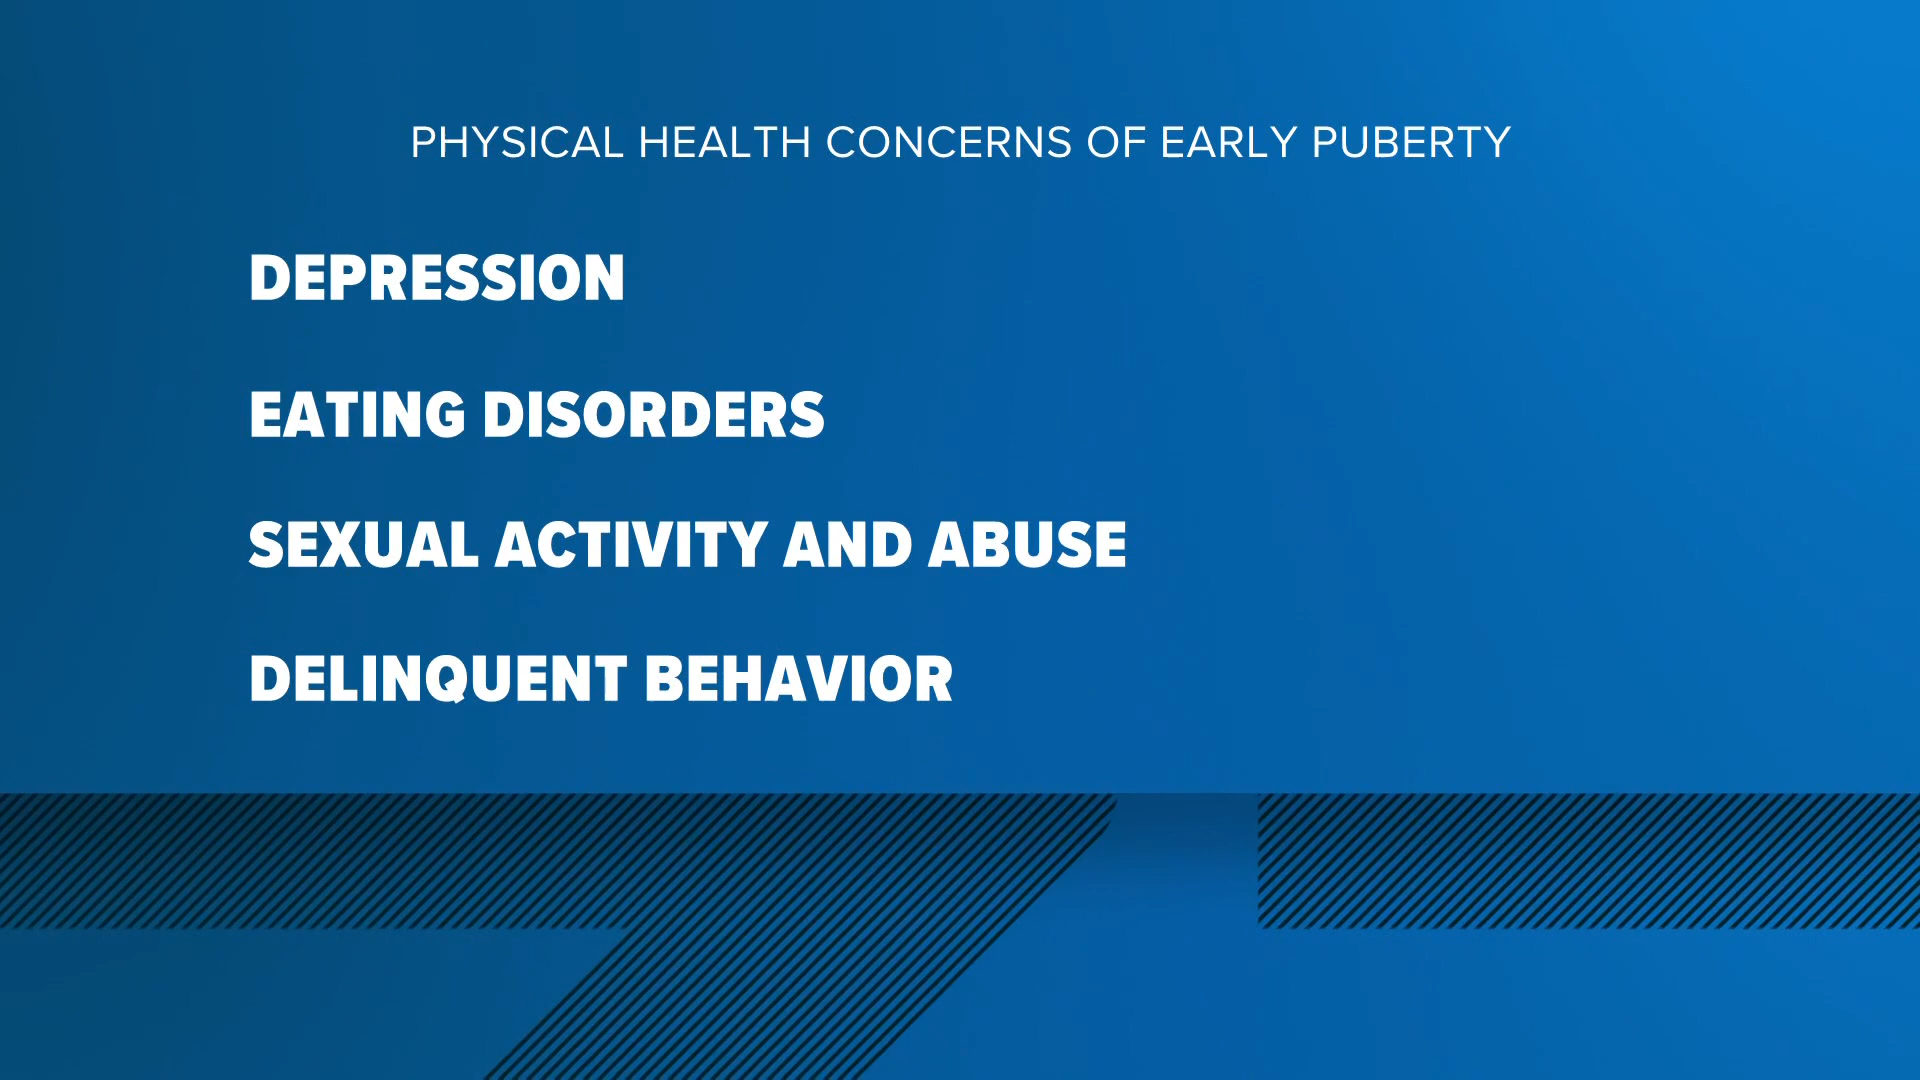 PHYSICAL HEALTH CONCERNS OF EARLY PUBERTY
DEPRESSION
EATING DISORDERS
SEXUAL ACTIVITY AND ABUSE
DELINQUENT BEHAVIOR